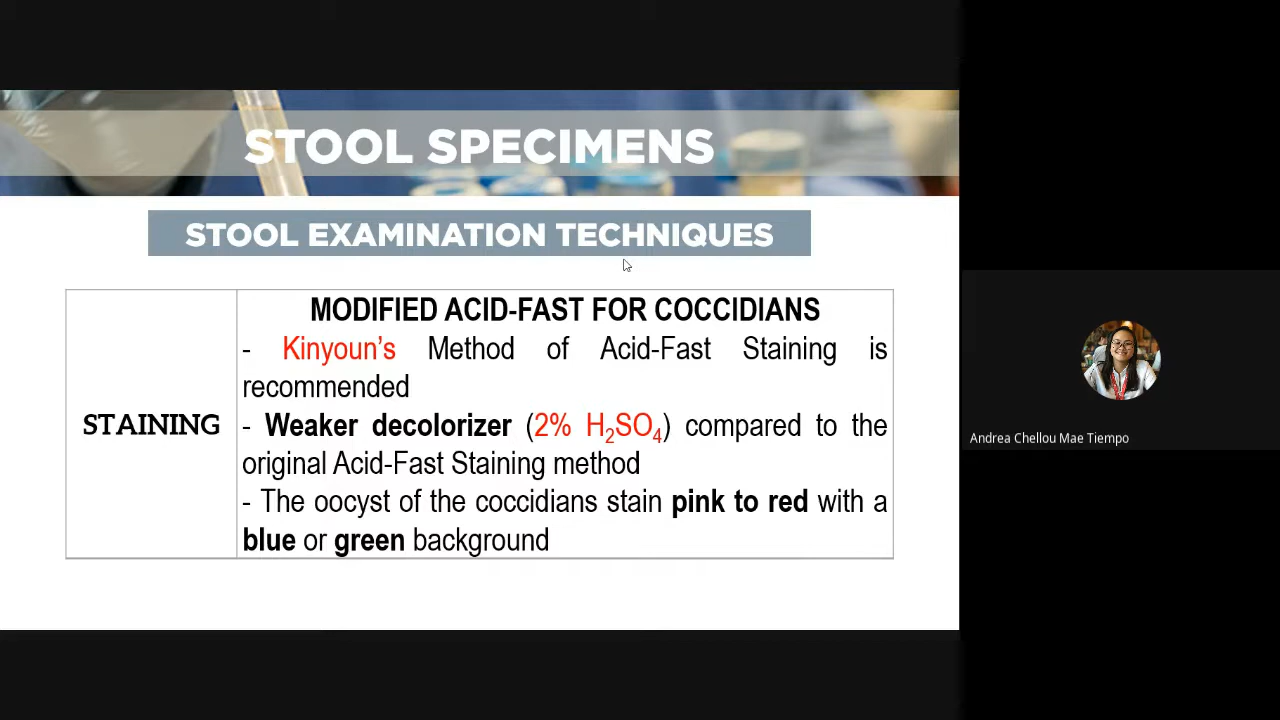 STOOL SPECIMENS
STOOL EXAMINATION TECHNIQUES
STAINING
MODIFIED ACID-FAST FOR COCCIDIANS
- Kinyoun's Method of Acid-Fast Staining is
recommended
- Weaker decolorizer (2% H₂SO₄) compared to the
original Acid-Fast Staining method
- The oocyst of the coccidians stain pink to red with a
blue or green background
Andrea Chellou Mae Tiempo